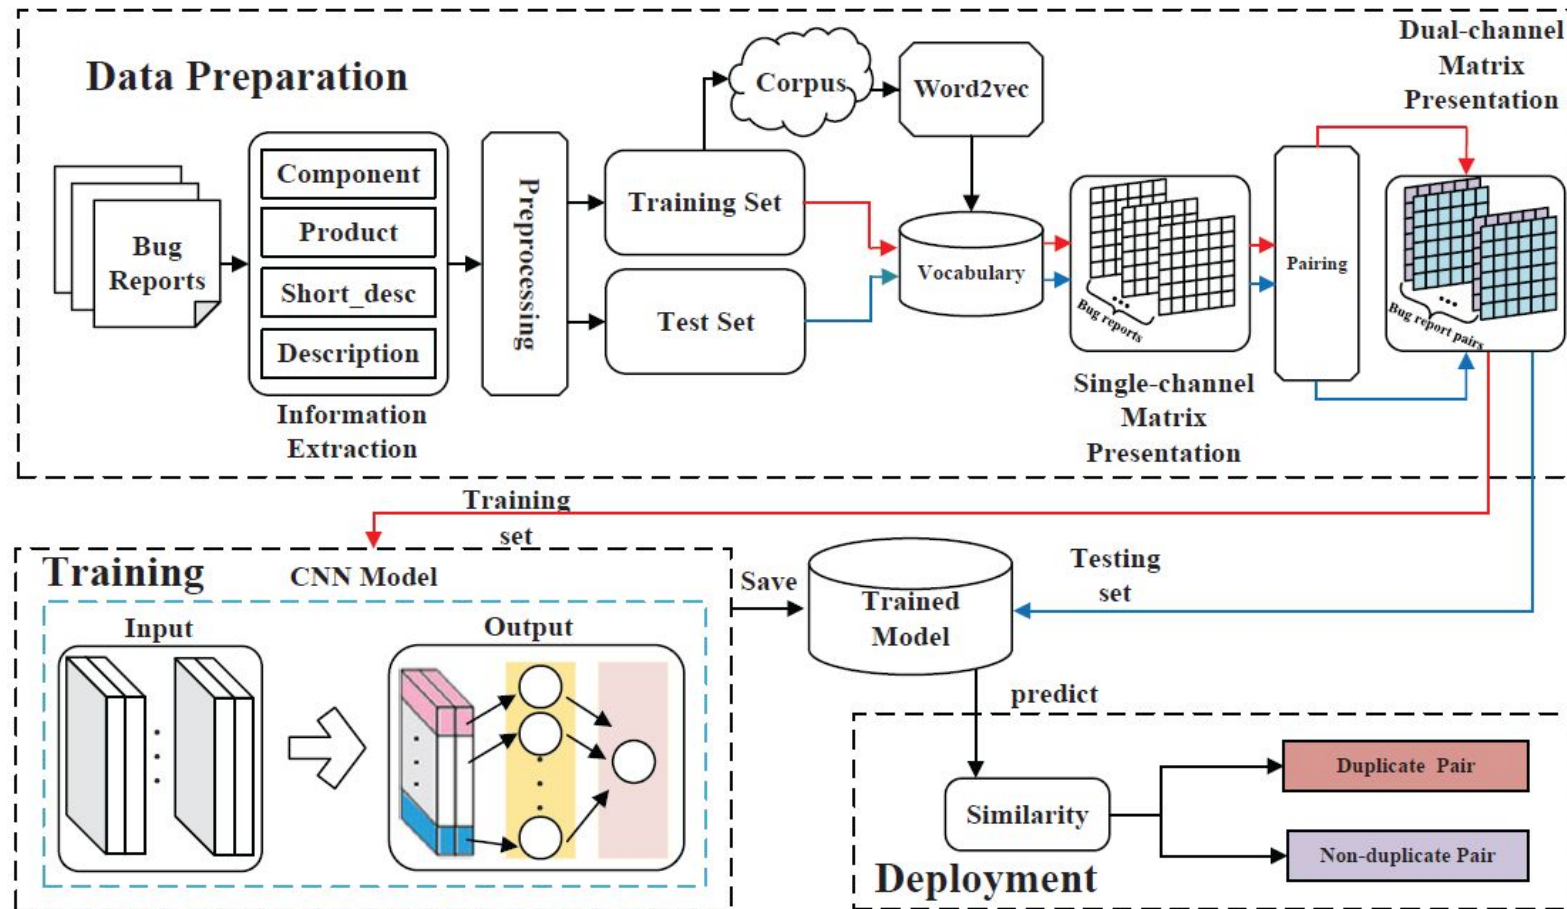 Data Preparation
Bug
Reports
Component
Product
Short_desc
Description
Information
Extraction
Preprocessing
Training Set
Test Set
Corpus
Word2vec
Vocabulary
Bug reports
Single-channel
Matrix
Presentation
Pairing
Dual-channel
Matrix
Presentation
Bug report pairs
Training
set
Training
CNN Model
Input
Output
Save
Trained
Model
Testing
set
predict
Similarity
Duplicate Pair
Non-duplicate Pair
Deployment